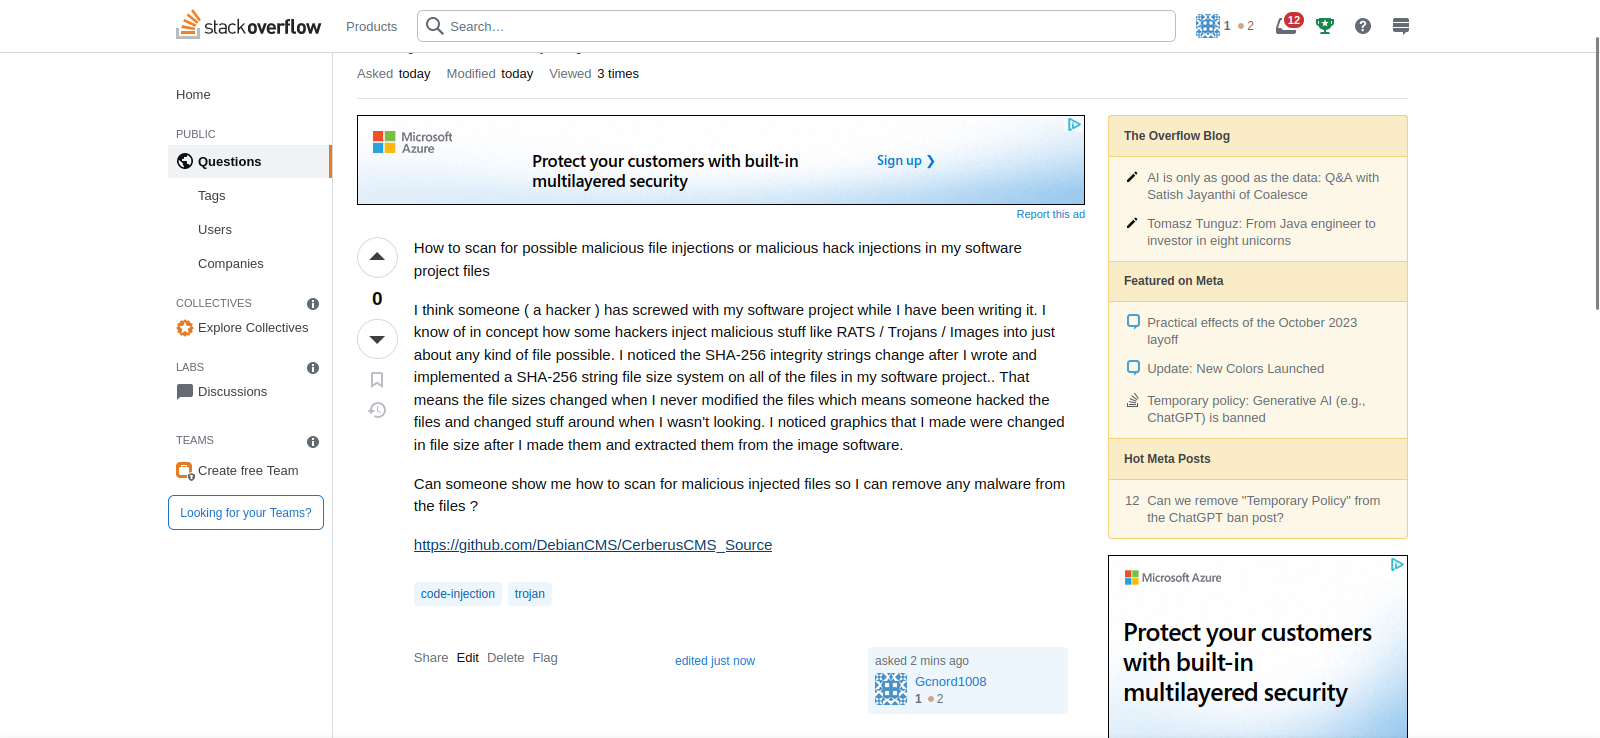 stackoverflow
Products
Search…
1
2
12
Asked today Modified today Viewed 3 times
Home
PUBLIC
Questions
Tags
Users
Companies
COLLECTIVES
Explore Collectives
LABS
Discussions
TEAMS
Create free Team
Looking for your Teams?
Microsoft
Azure
Protect your customers with built-in
multilayered security
Sign up ❯
Report this ad
0
How to scan for possible malicious file injections or malicious hack injections in my software
project files
I think someone ( a hacker ) has screwed with my software project while I have been writing it. I
know of in concept how some hackers inject malicious stuff like RATS / Trojans / Images into just
about any kind of file possible. I noticed the SHA-256 integrity strings change after I wrote and
implemented a SHA-256 string file size system on all of the files in my software project.. That
means the file sizes changed when I never modified the files which means someone hacked the
files and changed stuff around when I wasn't looking. I noticed graphics that I made were changed
in file size after I made them and extracted them from the image software.
Can someone show me how to scan for malicious injected files so I can remove any malware from
the files ?
https://github.com/DebianCMS/CerberusCMS_Source
code-injection trojan
Share Edit Delete Flag
edited just now
asked 2 mins ago
Gcnord1008
1
2
The Overflow Blog
AI is only as good as the data: Q&A with
Satish Jayanthi of Coalesce
Tomasz Tunguz: From Java engineer to
investor in eight unicorns
Featured on Meta
Practical effects of the October 2023
layoff
Update: New Colors Launched
Temporary policy: Generative AI (e.g.,
ChatGPT) is banned
Hot Meta Posts
12 Can we remove "Temporary Policy" from
the ChatGPT ban post?
Microsoft Azure
Protect your customers
with built-in
multilayered security